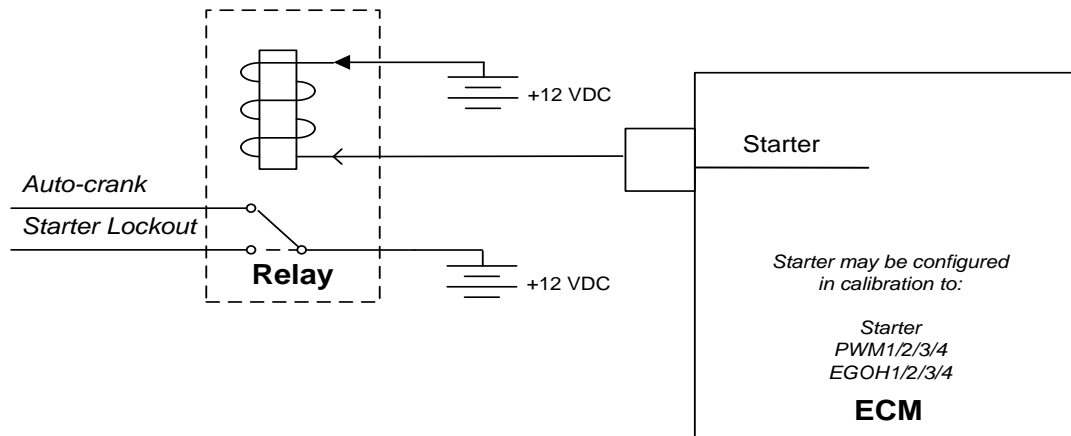 +12 VDC
Starter
Auto-crank
Starter Lockout
Relay
+12 VDC
Starter may be configured
in calibration to:
Starter
PWM1/2/3/4
EGOH1/2/3/4
ECM